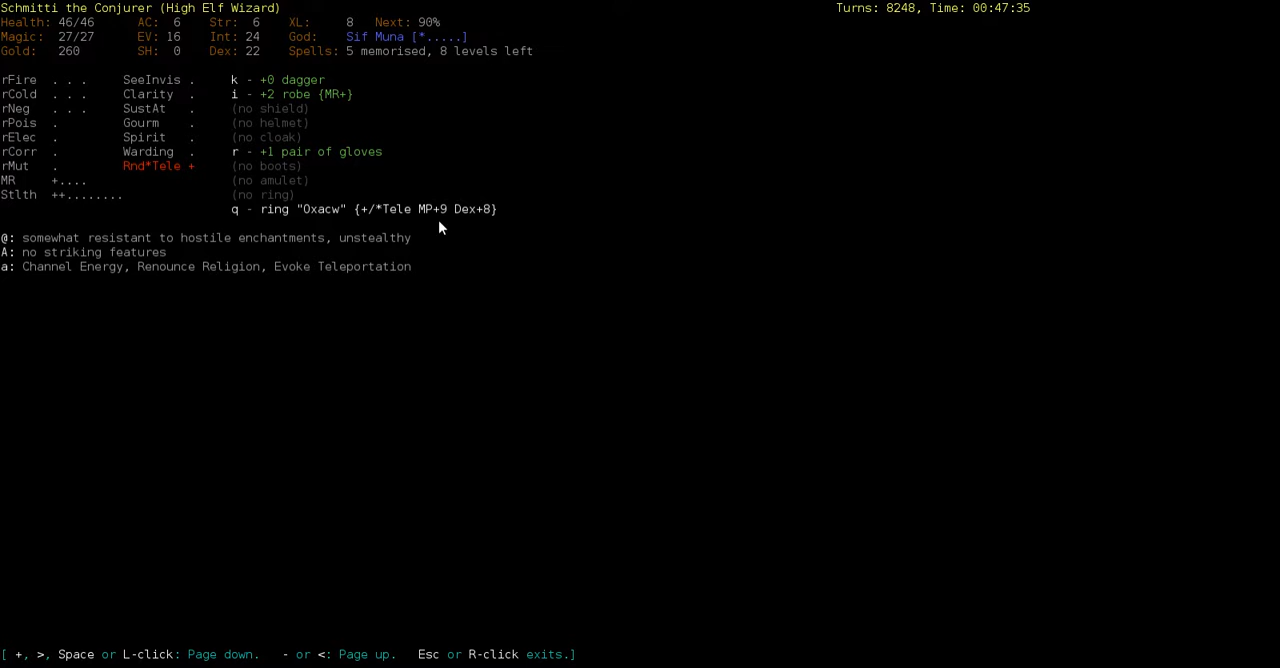 Schmitti the Conjurer (High Elf Wizard) Turns: 8248, Time: 00:47:35
Health: 46/46 AC: 6 Str: 6 XL: 8 Next: 90%
Magic: 27/27 EV: 16 Int: 24 God: Sif Muna [*.....]
Gold: 260 SH: 0 Dex: 22 Spells: 5 memorised, 8 levels left
rFire . . . SeeInvis . k - +0 dagger
rCold . . . Clarity . i - +2 robe {MR+}
rNeg . . . SustAt . (no shield)
rPois . Gourm . (no helmet)
rElec . Spirit . (no cloak)
rCorr . Warding . r - +1 pair of gloves
rMut . Rnd*Tele + (no boots)
MR +.... (no amulet)
Stlth ++........ (no ring)
q - ring "Oxacw" {+/*Tele MP+9 Dex+8}
@: somewhat resistant to hostile enchantments, unstealthy
A: no striking features
a: Channel Energy, Renounce Religion, Evoke Teleportation
[ +, >, Space or L-click: Page down. - or <: Page up. Esc or R-click exits.]